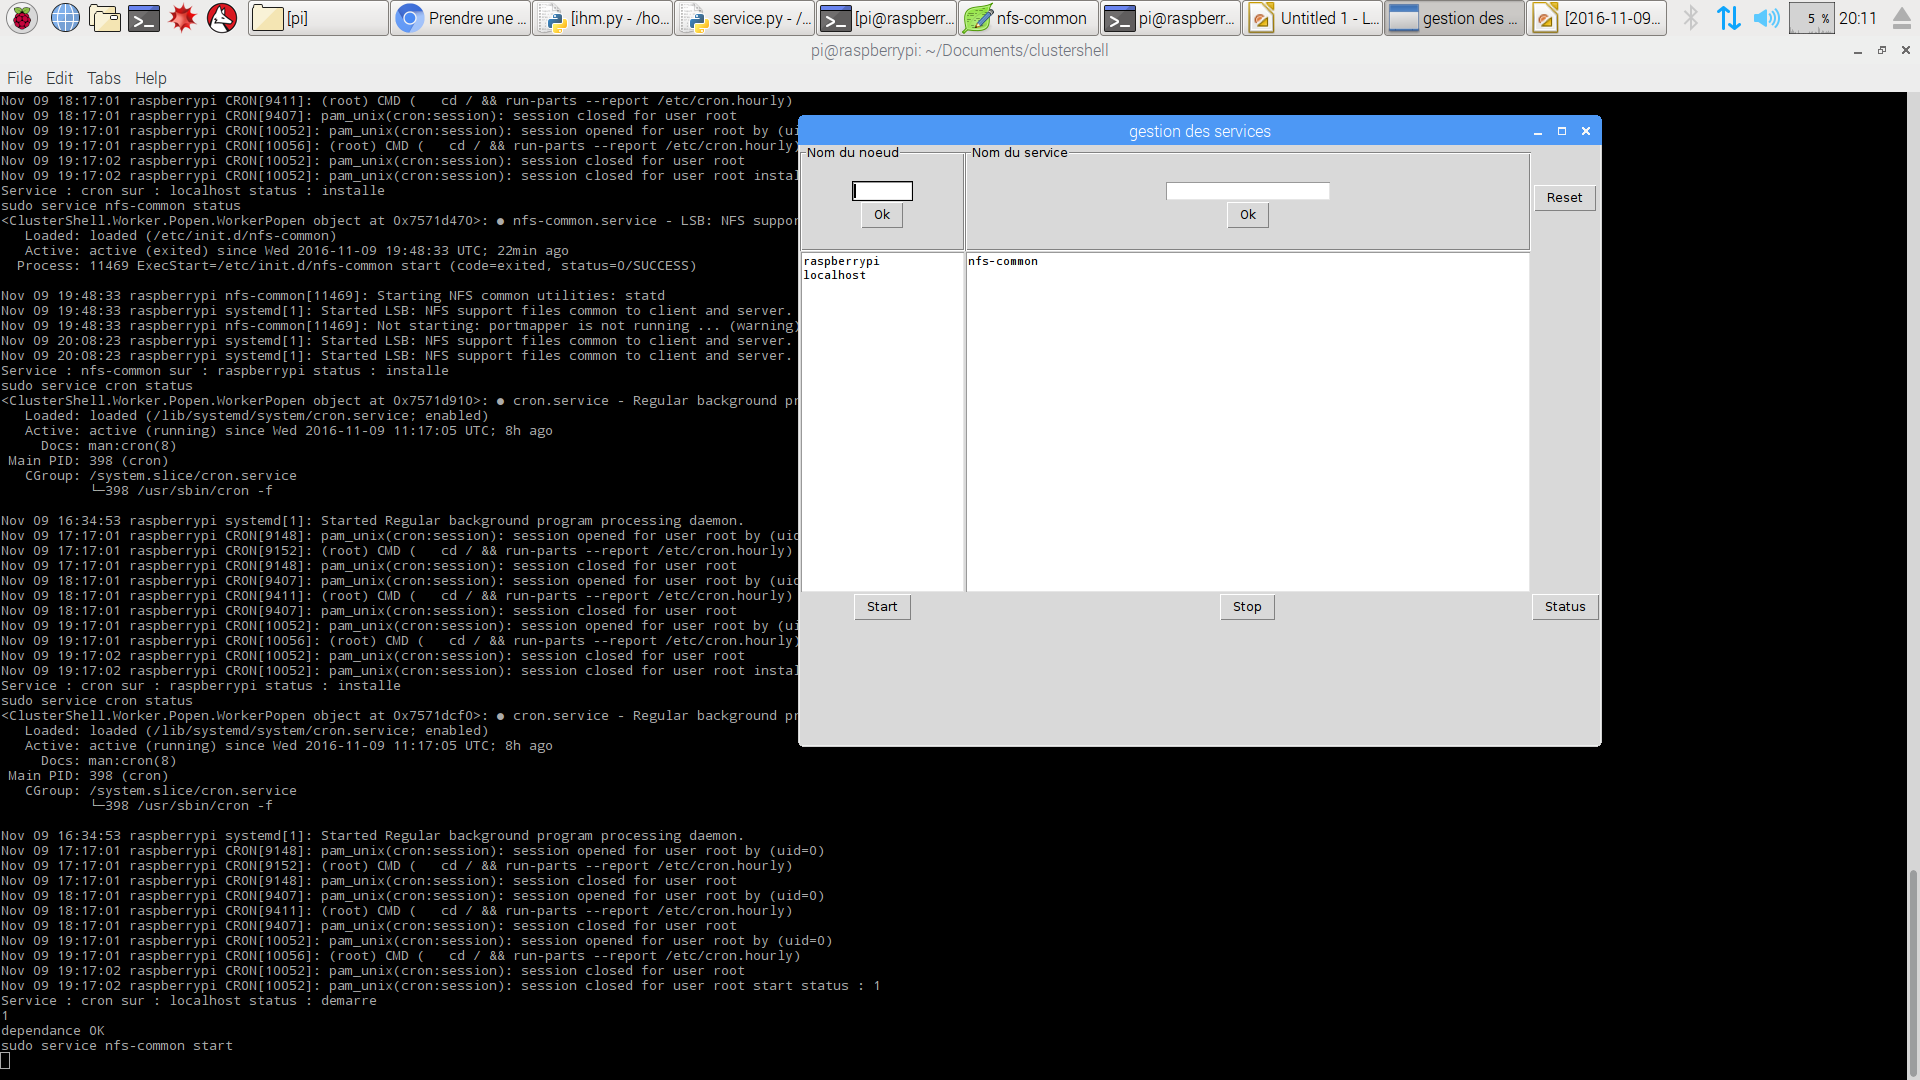 [pi]
Prendre une ...
[ihm.py - /ho...
service.py - /...
[pi@raspberr...
nfs-common
pi@raspberr...
Untitled 1 - L...
gestion des ...
[2016-11-09...
5 %
20:11
pi@raspberrypi: ~/Documents/clustershell
File Edit Tabs Help
Nov 09 18:17:01 raspberrypi CRON[9411]: (root) CMD (   cd / && run-parts --report /etc/cron.hourly)
Nov 09 18:17:01 raspberrypi CRON[9407]: pam_unix(cron:session): session closed for user root
Nov 09 19:17:01 raspberrypi CRON[10052]: pam_unix(cron:session): session opened for user root by (ui
Nov 09 19:17:01 raspberrypi CRON[10056]: (root) CMD (   cd / && run-parts --report /etc/cron.hourly)
Nov 09 19:17:02 raspberrypi CRON[10052]: pam_unix(cron:session): session closed for user root
Nov 09 19:17:02 raspberrypi CRON[10052]: pam_unix(cron:session): session closed for user root instal
Service : cron sur : localhost status : installe
sudo service nfs-common status
<ClusterShell.Worker.Popen.WorkerPopen object at 0x7571d470>: ● nfs-common.service - LSB: NFS suppor
   Loaded: loaded (/etc/init.d/nfs-common)
   Active: active (exited) since Wed 2016-11-09 19:48:33 UTC; 22min ago
  Process: 11469 ExecStart=/etc/init.d/nfs-common start (code=exited, status=0/SUCCESS)
Nov 09 19:48:33 raspberrypi nfs-common[11469]: Starting NFS common utilities: statd
Nov 09 19:48:33 raspberrypi systemd[1]: Started LSB: NFS support files common to client and server.
Nov 09 19:48:33 raspberrypi nfs-common[11469]: Not starting: portmapper is not running ... (warning)
Nov 09 20:08:23 raspberrypi systemd[1]: Started LSB: NFS support files common to client and server.
Nov 09 20:08:23 raspberrypi systemd[1]: Started LSB: NFS support files common to client and server.
Service : nfs-common sur : raspberrypi status : installe
sudo service cron status
<ClusterShell.Worker.Popen.WorkerPopen object at 0x7571d910>: ● cron.service - Regular background pr
   Loaded: loaded (/lib/systemd/system/cron.service; enabled)
   Active: active (running) since Wed 2016-11-09 11:17:05 UTC; 8h ago
     Docs: man:cron(8)
 Main PID: 398 (cron)
   CGroup: /system.slice/cron.service
           └─398 /usr/sbin/cron -f
Nov 09 16:34:53 raspberrypi systemd[1]: Started Regular background program processing daemon.
Nov 09 17:17:01 raspberrypi CRON[9148]: pam_unix(cron:session): session opened for user root by (uid
Nov 09 17:17:01 raspberrypi CRON[9152]: (root) CMD (   cd / && run-parts --report /etc/cron.hourly)
Nov 09 17:17:01 raspberrypi CRON[9148]: pam_unix(cron:session): session closed for user root
Nov 09 18:17:01 raspberrypi CRON[9407]: pam_unix(cron:session): session opened for user root by (uid
Nov 09 18:17:01 raspberrypi CRON[9411]: (root) CMD (   cd / && run-parts --report /etc/cron.hourly)
Nov 09 18:17:01 raspberrypi CRON[9407]: pam_unix(cron:session): session closed for user root
Nov 09 19:17:01 raspberrypi CRON[10052]: pam_unix(cron:session): session opened for user root by (ui
Nov 09 19:17:01 raspberrypi CRON[10056]: (root) CMD (   cd / && run-parts --report /etc/cron.hourly)
Nov 09 19:17:02 raspberrypi CRON[10052]: pam_unix(cron:session): session closed for user root
Nov 09 19:17:02 raspberrypi CRON[10052]: pam_unix(cron:session): session closed for user root instal
Service : cron sur : raspberrypi status : installe
sudo service cron status
<ClusterShell.Worker.Popen.WorkerPopen object at 0x7571dcf0>: ● cron.service - Regular background pr
   Loaded: loaded (/lib/systemd/system/cron.service; enabled)
   Active: active (running) since Wed 2016-11-09 11:17:05 UTC; 8h ago
     Docs: man:cron(8)
 Main PID: 398 (cron)
   CGroup: /system.slice/cron.service
           └─398 /usr/sbin/cron -f
Nov 09 16:34:53 raspberrypi systemd[1]: Started Regular background program processing daemon.
Nov 09 17:17:01 raspberrypi CRON[9148]: pam_unix(cron:session): session opened for user root by (uid=0)
Nov 09 17:17:01 raspberrypi CRON[9152]: (root) CMD (   cd / && run-parts --report /etc/cron.hourly)
Nov 09 17:17:01 raspberrypi CRON[9148]: pam_unix(cron:session): session closed for user root
Nov 09 18:17:01 raspberrypi CRON[9407]: pam_unix(cron:session): session opened for user root by (uid=0)
Nov 09 18:17:01 raspberrypi CRON[9411]: (root) CMD (   cd / && run-parts --report /etc/cron.hourly)
Nov 09 18:17:01 raspberrypi CRON[9407]: pam_unix(cron:session): session closed for user root
Nov 09 19:17:01 raspberrypi CRON[10052]: pam_unix(cron:session): session opened for user root by (uid=0)
Nov 09 19:17:01 raspberrypi CRON[10056]: (root) CMD (   cd / && run-parts --report /etc/cron.hourly)
Nov 09 19:17:02 raspberrypi CRON[10052]: pam_unix(cron:session): session closed for user root
Nov 09 19:17:02 raspberrypi CRON[10052]: pam_unix(cron:session): session closed for user root start status : 1
Service : cron sur : localhost status : demarre
1
dependance OK
sudo service nfs-common start
gestion des services
Nom du noeud
Nom du service
Ok
Ok
Reset
raspberrypi
localhost
nfs-common
Start
Stop
Status